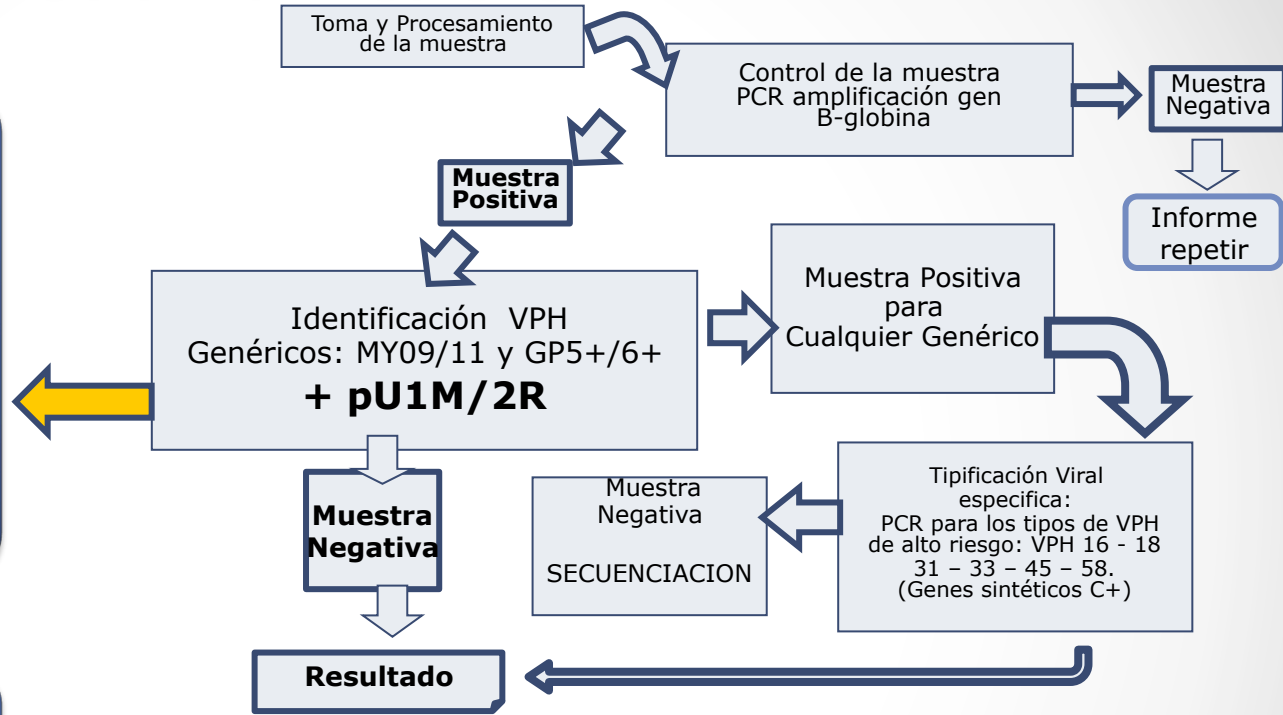 Toma y Procesamiento
de la muestra
Control de la muestra
PCR amplificación gen
B-globina
Muestra
Negativa
Informe
repetir
Muestra
Positiva
Identificación VPH
Genéricos: MY09/11 y GP5+/6+
+ pU1M/2R
Muestra Positiva
para
Cualquier Genérico
Tipificación Viral
especifica:
PCR para los tipos de VPH
de alto riesgo: VPH 16 - 18
31 – 33 – 45 – 58.
(Genes sintéticos C+)
Muestra
Negativa
SECUENCIACION
Muestra
Negativa
Resultado